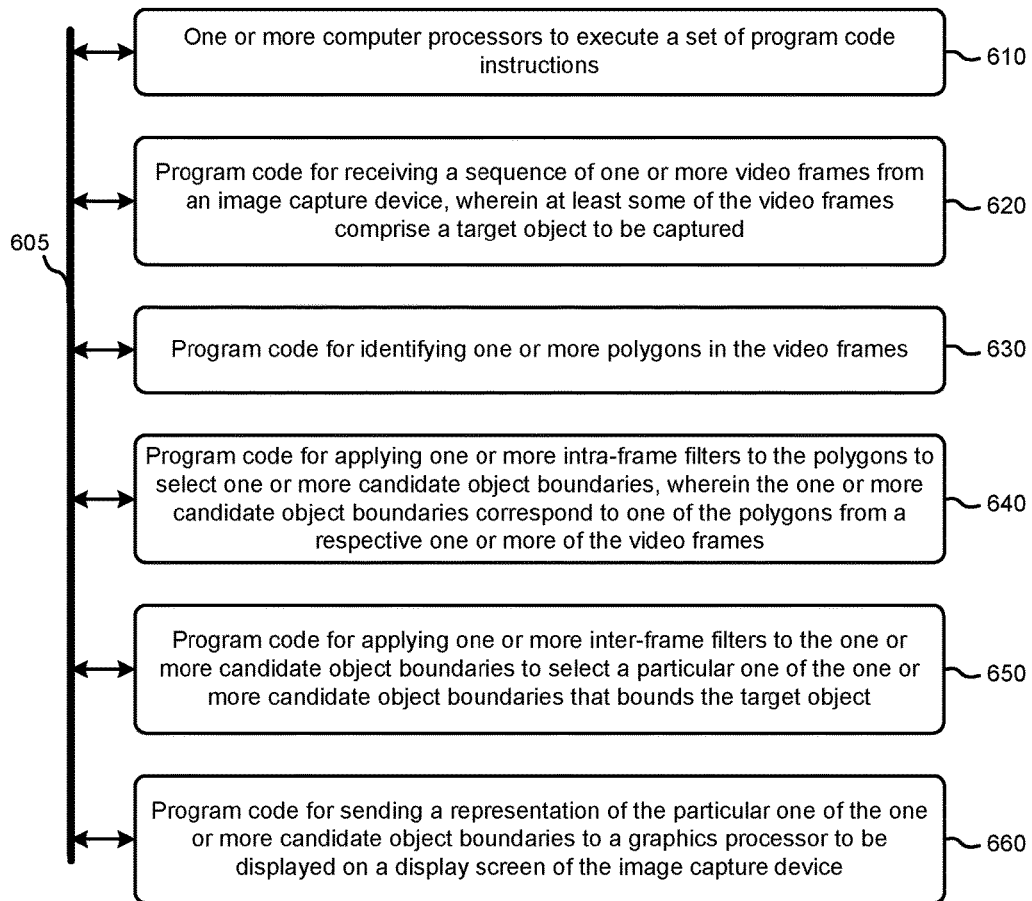 One or more computer processors to execute a set of program code
instructions
610
Program code for receiving a sequence of one or more video frames from
an image capture device, wherein at least some of the video frames
comprise a target object to be captured
620
605
Program code for identifying one or more polygons in the video frames
630
Program code for applying one or more intra-frame filters to the polygons to
select one or more candidate object boundaries, wherein the one or more
candidate object boundaries correspond to one of the polygons from a
respective one or more of the video frames
640
Program code for applying one or more inter-frame filters to the one or
more candidate object boundaries to select a particular one of the one or
more candidate object boundaries that bounds the target object
650
Program code for sending a representation of the particular one of the one
or more candidate object boundaries to a graphics processor to be
displayed on a display screen of the image capture device
660